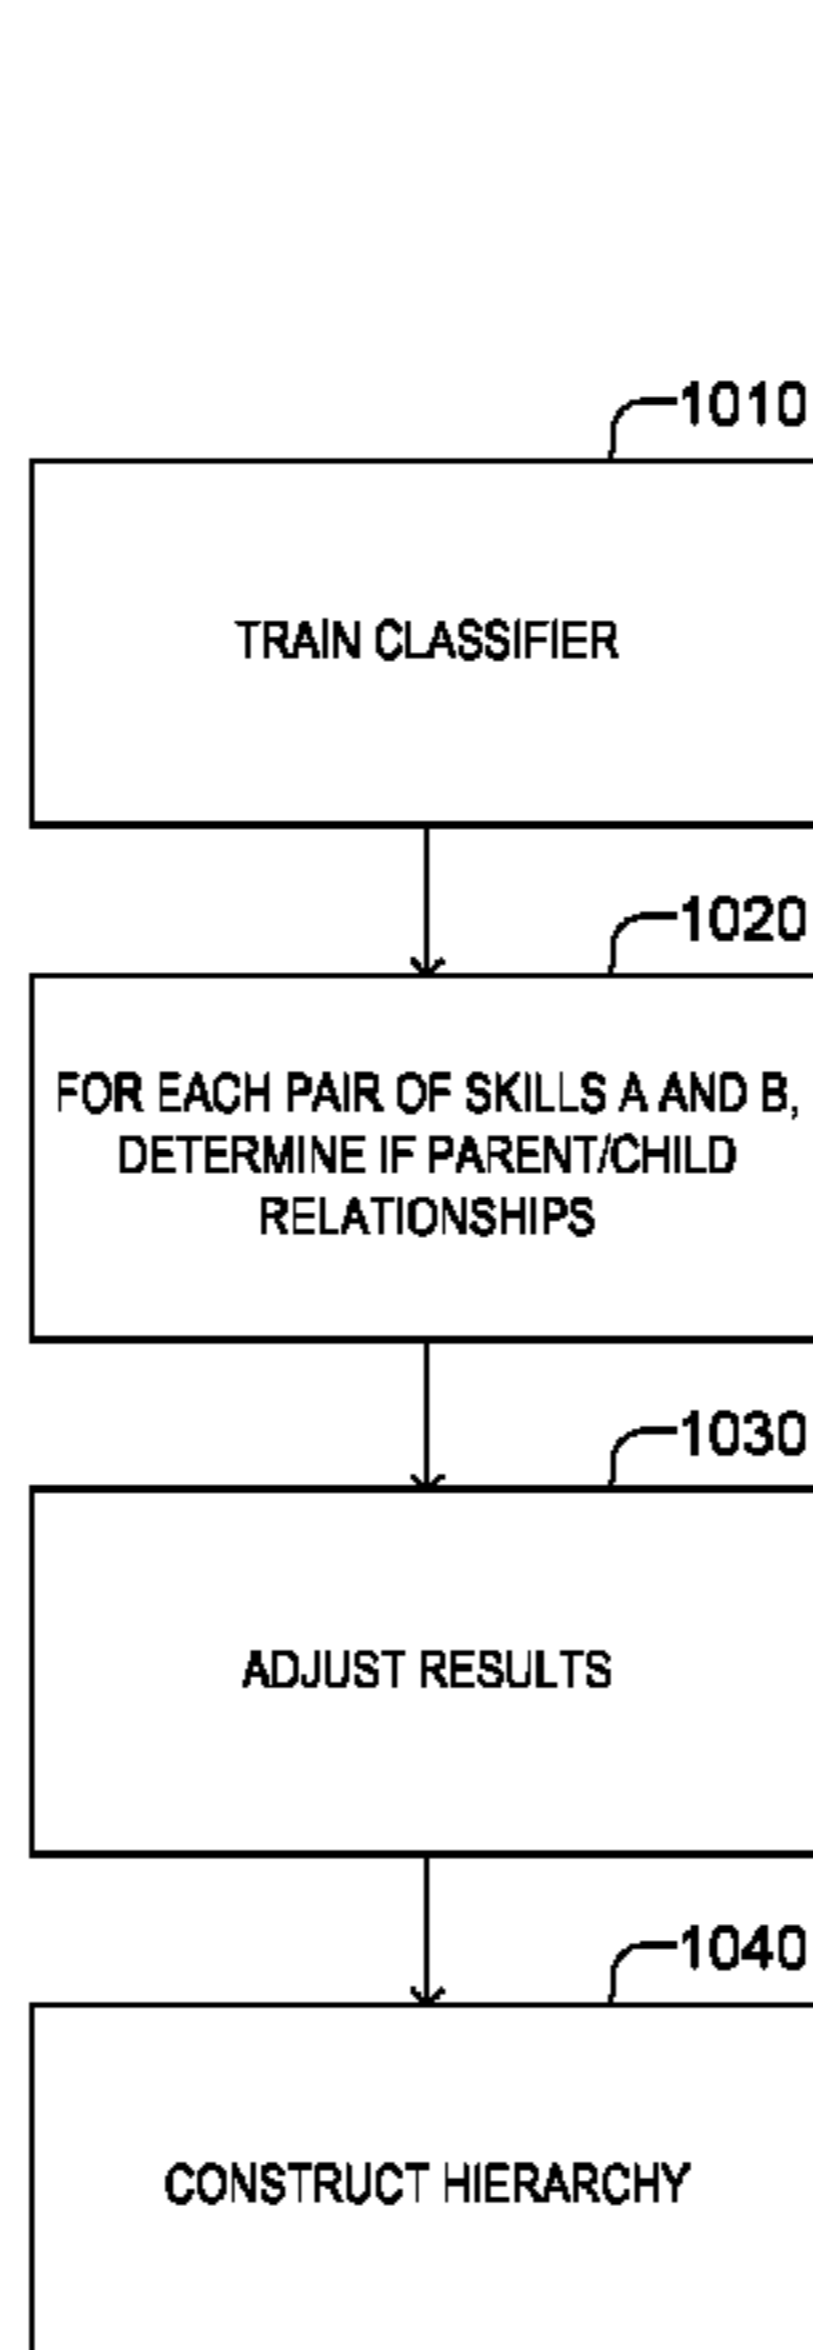 1010
TRAIN CLASSIFIER
1020
FOR EACH PAIR OF SKILLS A AND B,
DETERMINE IF PARENT/CHILD
RELATIONSHIPS
1030
ADJUST RESULTS
1040
CONSTRUCT HIERARCHY